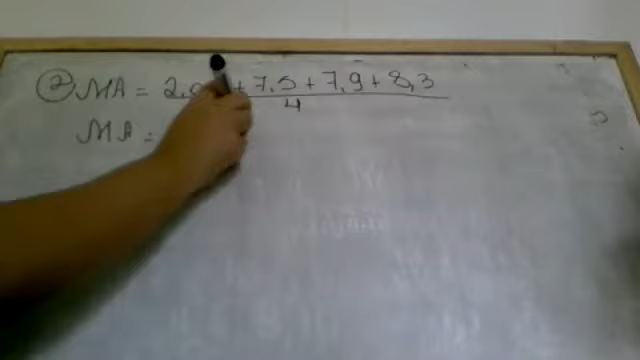 2 MA = 2,0 + 7,5 + 7,9 + 8,3
4
MA =